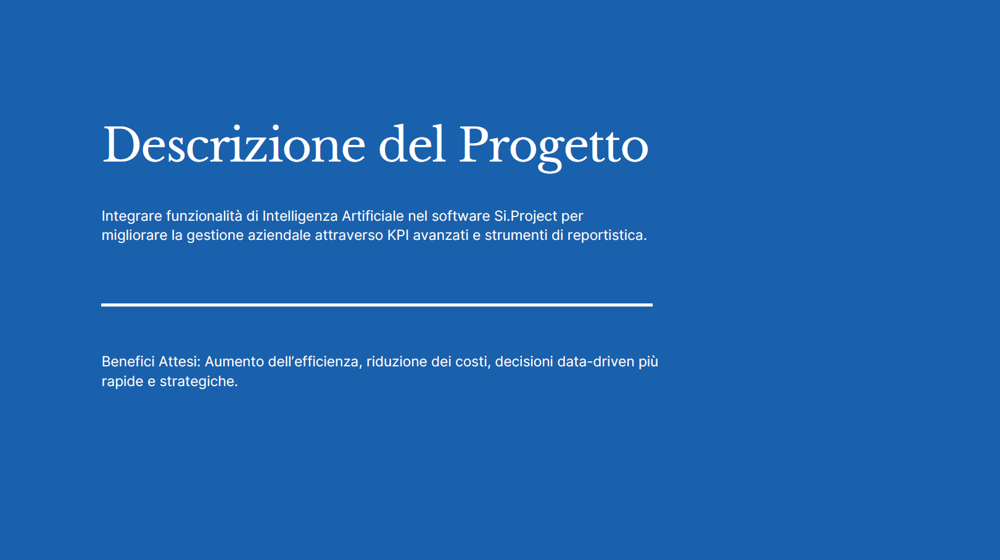 Descrizione del Progetto
Integrare funzionalità di Intelligenza Artificiale nel software Si.Project per
migliorare la gestione aziendale attraverso KPI avanzati e strumenti di reportistica.
Benefici Attesi: Aumento dell’efficienza, riduzione dei costi, decisioni data-driven più
rapide e strategiche.